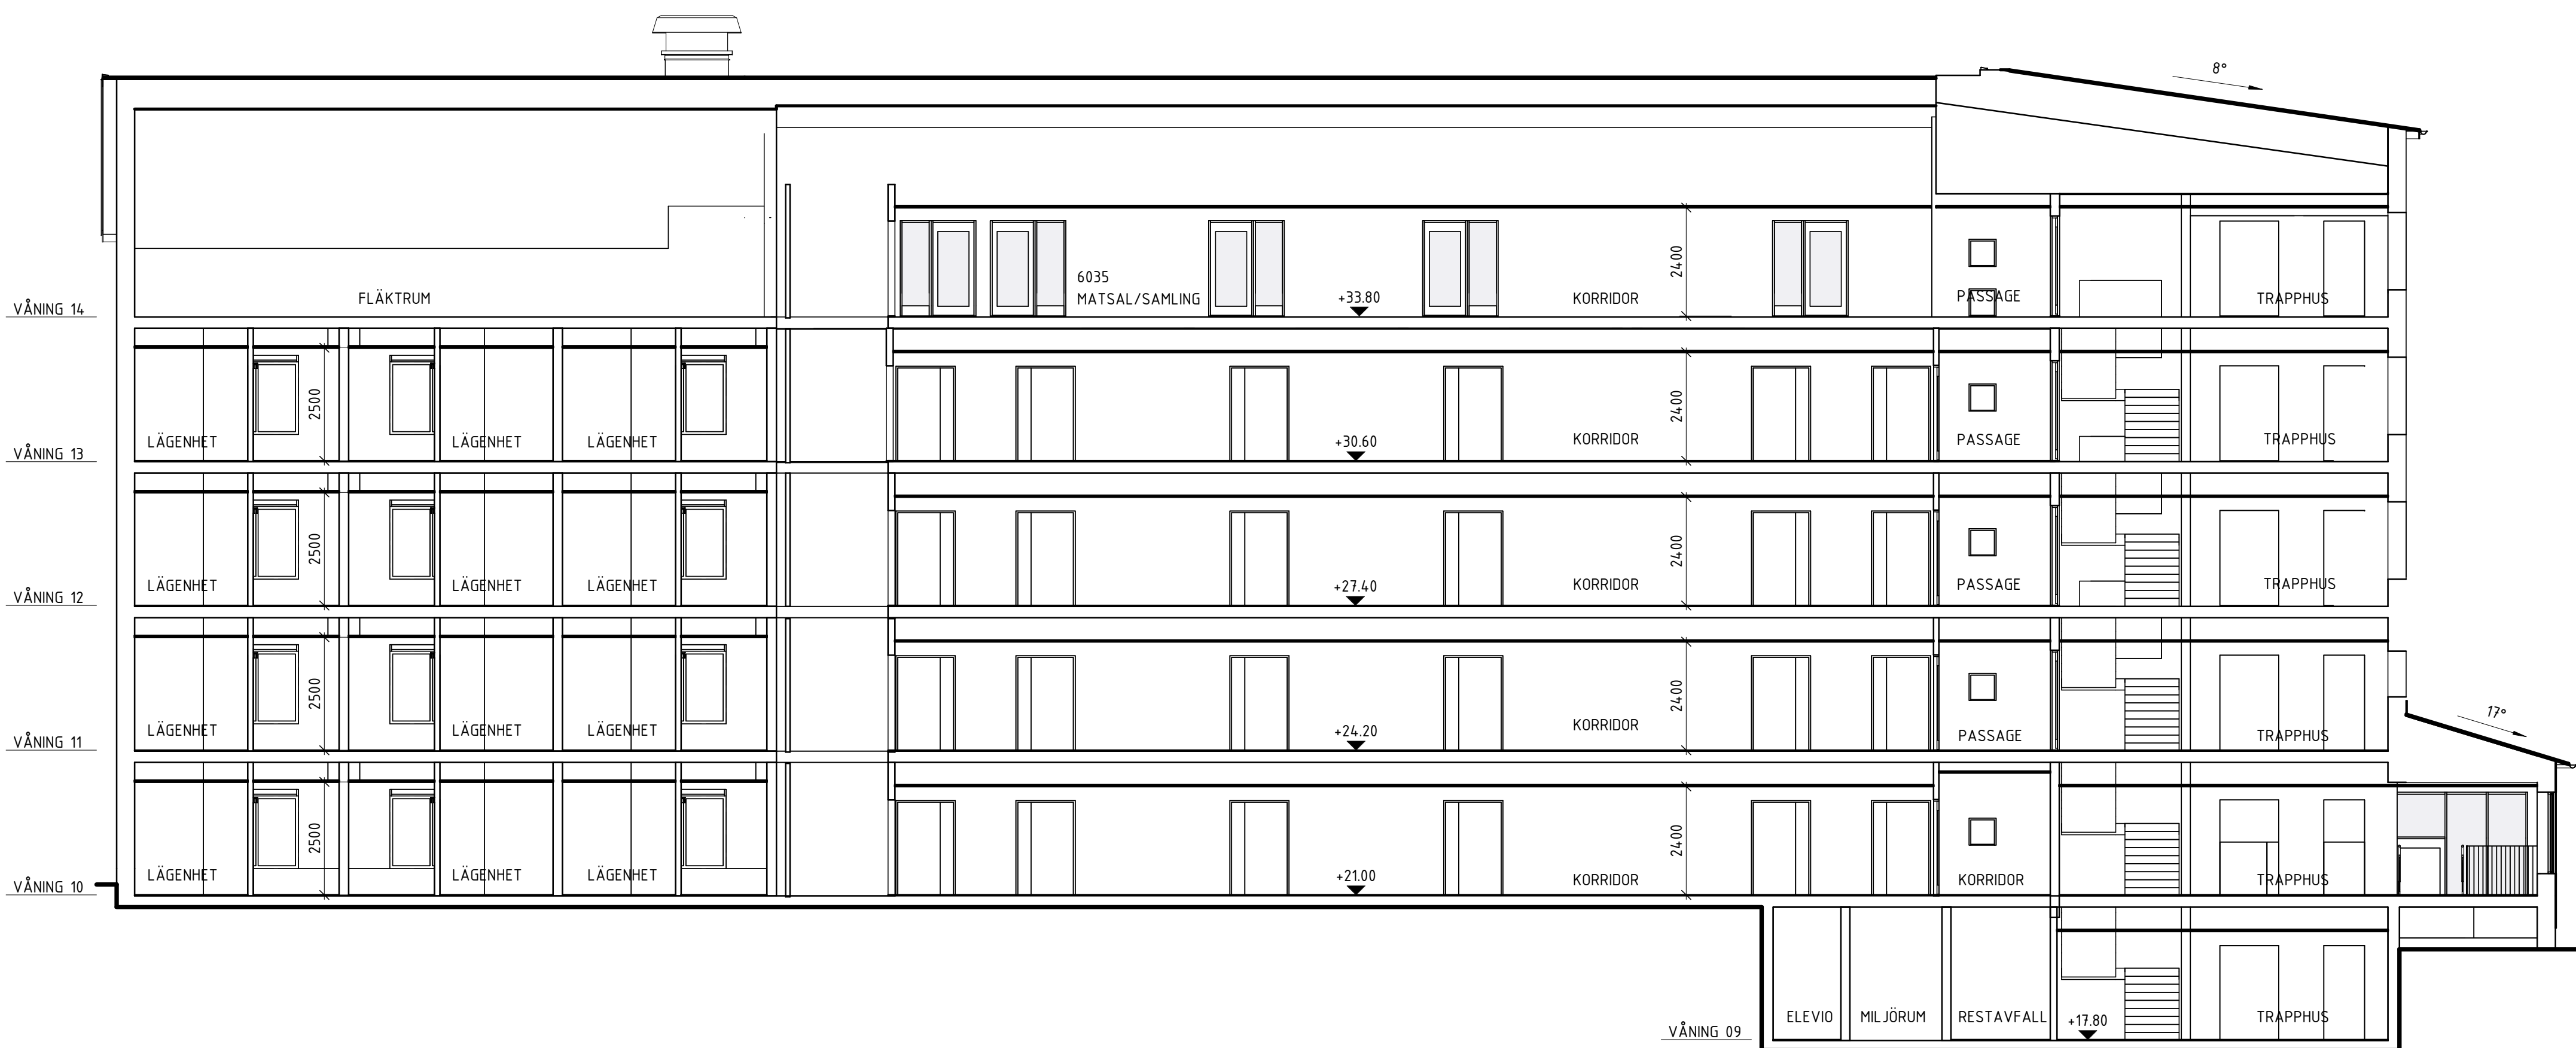 8°
2400
6035
MATSAL/SAMLING
+33.80
KORRIDOR
PASSAGE
FLÄKTRUM
TRAPPHUS
VÅNING 14
2500
2400
LÄGENHET
LÄGENHET
LÄGENHET
+30.60
KORRIDOR
PASSAGE
TRAPPHUS
VÅNING 13
2500
2400
LÄGENHET
LÄGENHET
LÄGENHET
+27.40
KORRIDOR
PASSAGE
TRAPPHUS
VÅNING 12
2500
2400
LÄGENHET
LÄGENHET
LÄGENHET
+24.20
KORRIDOR
PASSAGE
TRAPPHUS
17°
VÅNING 11
2500
2400
LÄGENHET
LÄGENHET
LÄGENHET
+21.00
KORRIDOR
KORRIDOR
TRAPPHUS
VÅNING 10
ELEVIO
MILJÖRUM
RESTAVFALL
+17.80
TRAPPHUS
VÅNING 09